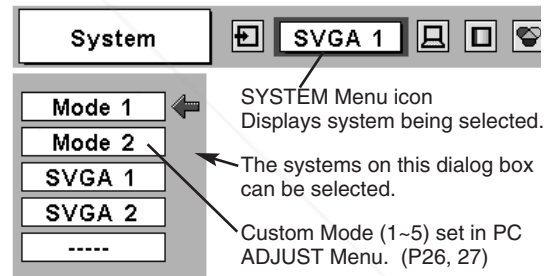 System
SVGA 1
Mode 1
Mode 2
SVGA 1
SVGA 2
-----
SYSTEM Menu icon
Displays system being selected.
The systems on this dialog box
can be selected.
Custom Mode (1~5) set in PC
ADJUST Menu. (P26, 27)